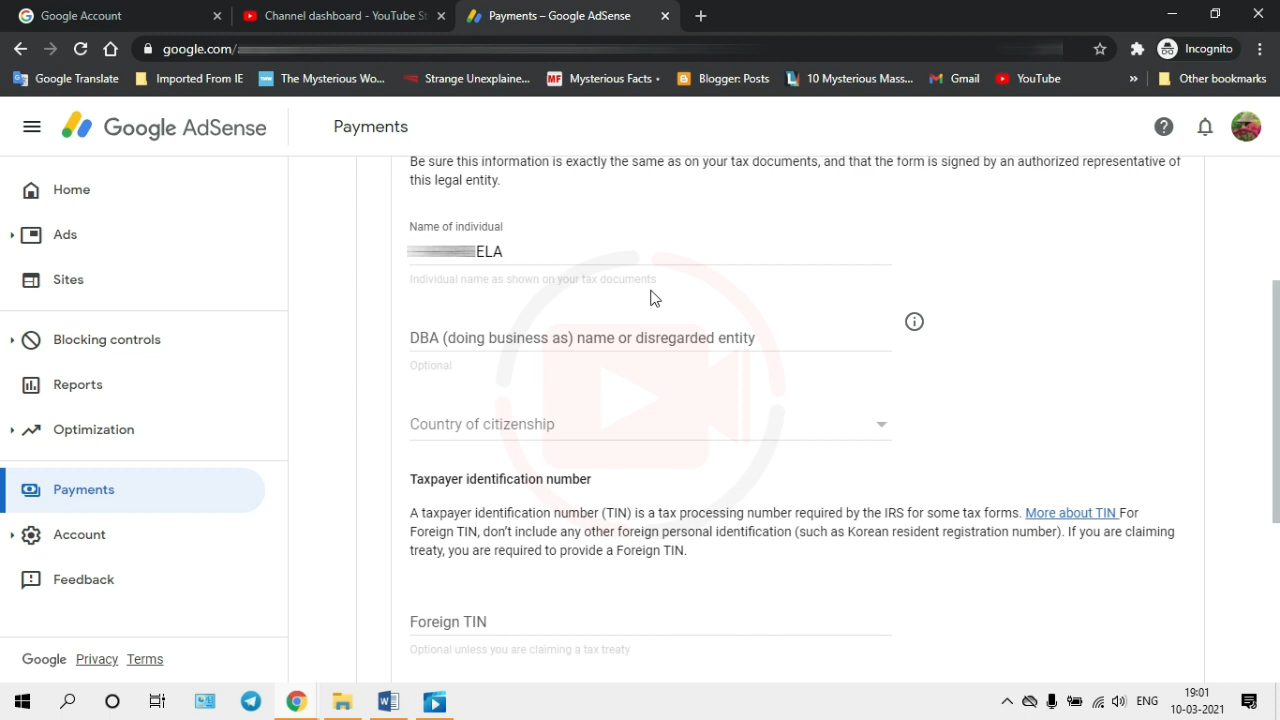 Google Account
Channel dashboard - YouTube St
Payments – Google AdSense
google.com/
Incognito
Google Translate
Imported From IE
The Mysterious Wo...
Strange Unexplaine...
Mysterious Facts •
Blogger: Posts
10 Mysterious Mass...
Gmail
YouTube
»
Other bookmarks
Google AdSense
Payments
Home
Ads
Sites
Blocking controls
Reports
Optimization
Payments
Account
Feedback
Google Privacy Terms
Be sure this information is exactly the same as on your tax documents, and that the form is signed by an authorized representative of
this legal entity.
Name of individual
ELA
Individual name as shown on your tax documents
DBA (doing business as) name or disregarded entity
Optional
Country of citizenship
Taxpayer identification number
A taxpayer identification number (TIN) is a tax processing number required by the IRS for some tax forms. More about TIN For
Foreign TIN, don't include any other foreign personal identification (such as Korean resident registration number). If you are claiming
treaty, you are required to provide a Foreign TIN.
Foreign TIN
Optional unless you are claiming a tax treaty
ENG
19:01
10-03-2021